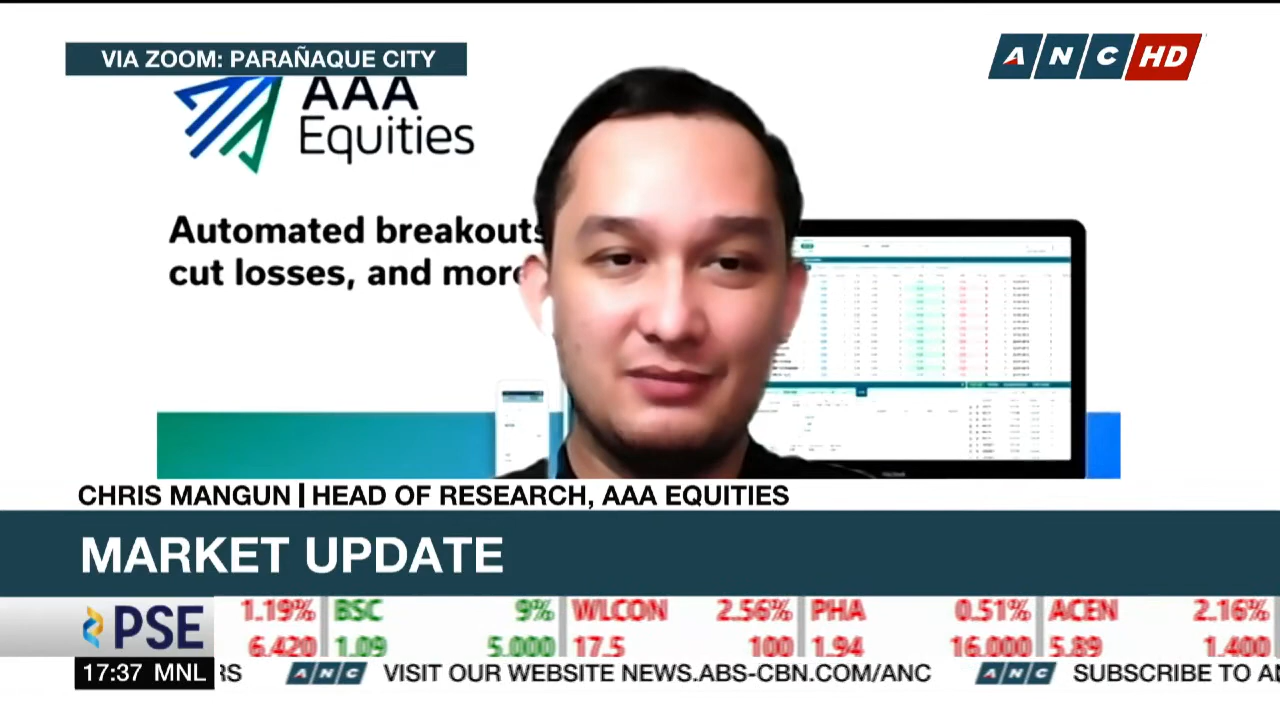 VIA ZOOM: PARAÑAQUE CITY
ANC HD
AAA
Equities
Automated breakouts
cut losses, and more
CHRIS MANGUN | HEAD OF RESEARCH, AAA EQUITIES
MARKET UPDATE
PSE
1.19% BSC 9% WLCON 2.56% PHA 0.51% ACEN 2.16%
6.420 1.09 5.000 17.5 100 1.94 16.000 5.89 1.400
17:37 MNL RS ANC VISIT OUR WEBSITE NEWS.ABS-CBN.COM/ANC ANC SUBSCRIBE TO